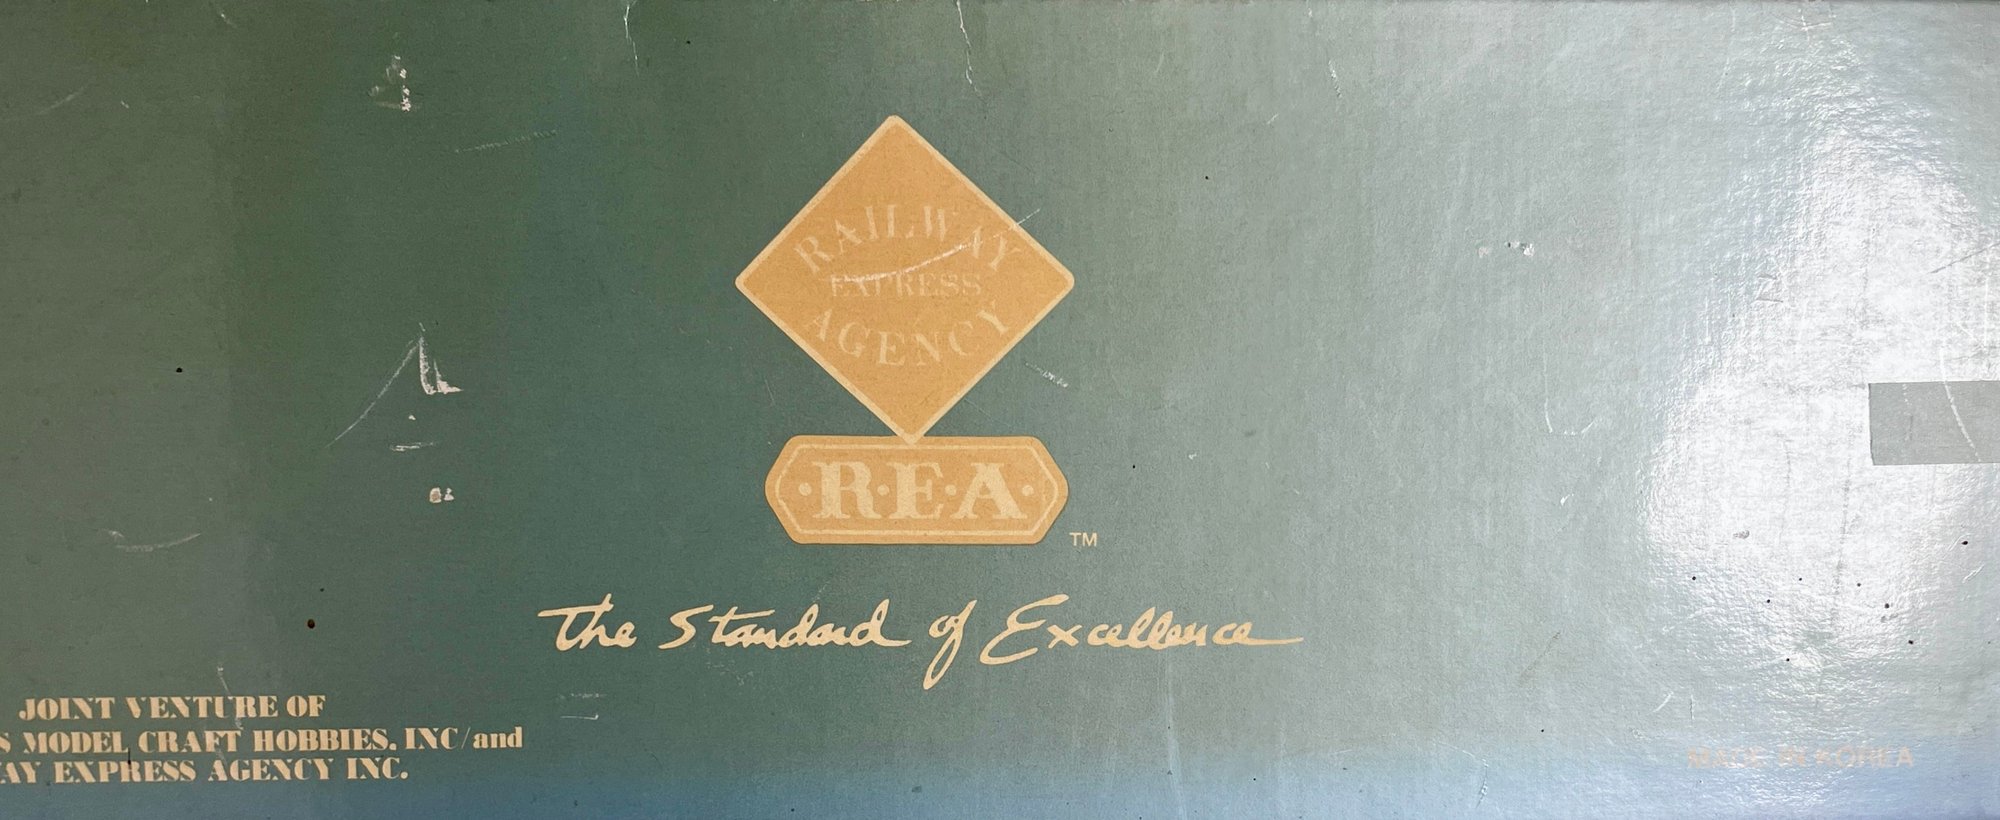 RAILWAY
EXPRESS
AGENCY
·R·E·A·
TM
The Standard of Excellence
JOINT VENTURE OF
S MODEL CRAFT HOBBIES, INC/and
AY EXPRESS AGENCY INC.
MADE IN KOREA